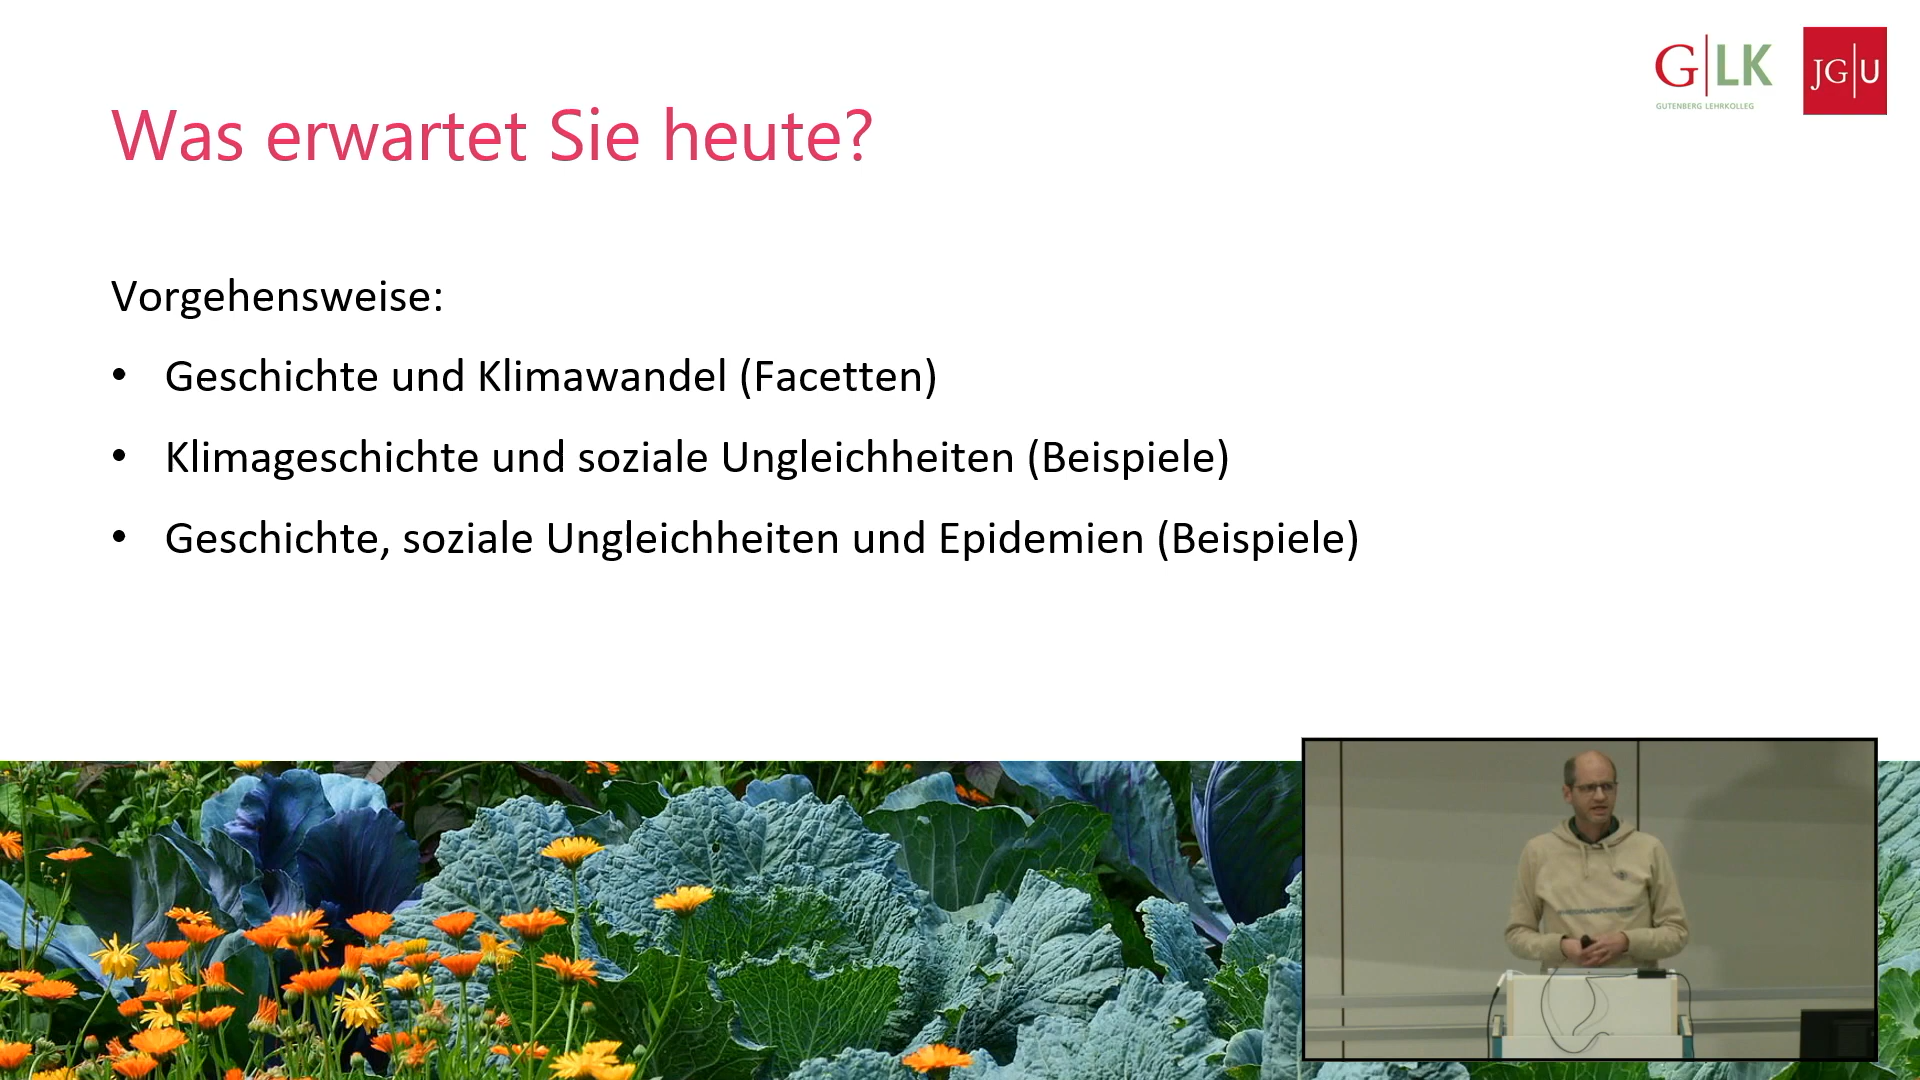 G|LK
GUTENBERG LEHRKOLLEG
JG|U
Was erwartet Sie heute?
Vorgehensweise:
• Geschichte und Klimawandel (Facetten)
• Klimageschichte und soziale Ungleichheiten (Beispiele)
• Geschichte, soziale Ungleichheiten und Epidemien (Beispiele)